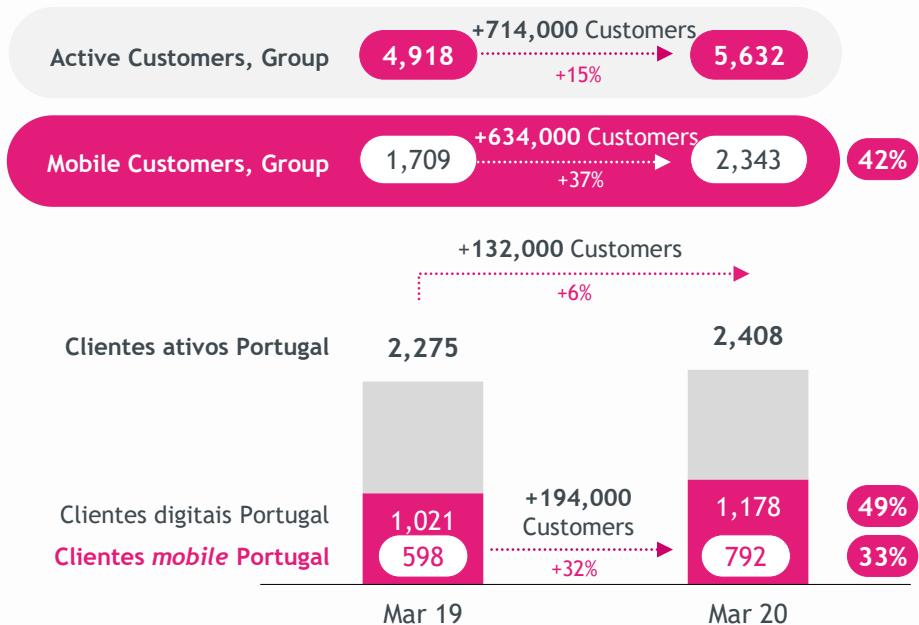 +714,000 Customers
Active Customers, Group 4,918 5,632
+15%
+634,000 Customers
Mobile Customers, Group 1,709 2,343 42%
+37%
+132,000 Customers
+6%
Clientes ativos Portugal 2,275 2,408
+194,000
Clientes digitais Portugal 1,021 1,178 49%
Customers
Clientes mobile Portugal 598 792 33%
+32%
Mar 19 Mar 20